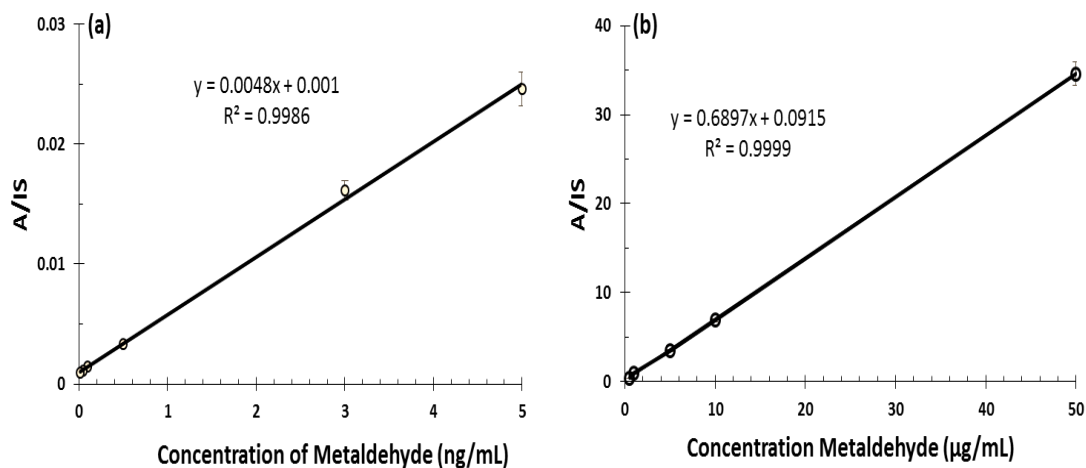 (a)
y = 0.0048x + 0.001
R² = 0.9986
A/IS
0.03
0.02
0.01
0
0 1 2 3 4 5
Concentration of Metaldehyde (ng/mL)
(b)
y = 0.6897x + 0.0915
R² = 0.9999
A/IS
40
30
20
10
0
0 10 20 30 40 50
Concentration Metaldehyde (µg/mL)